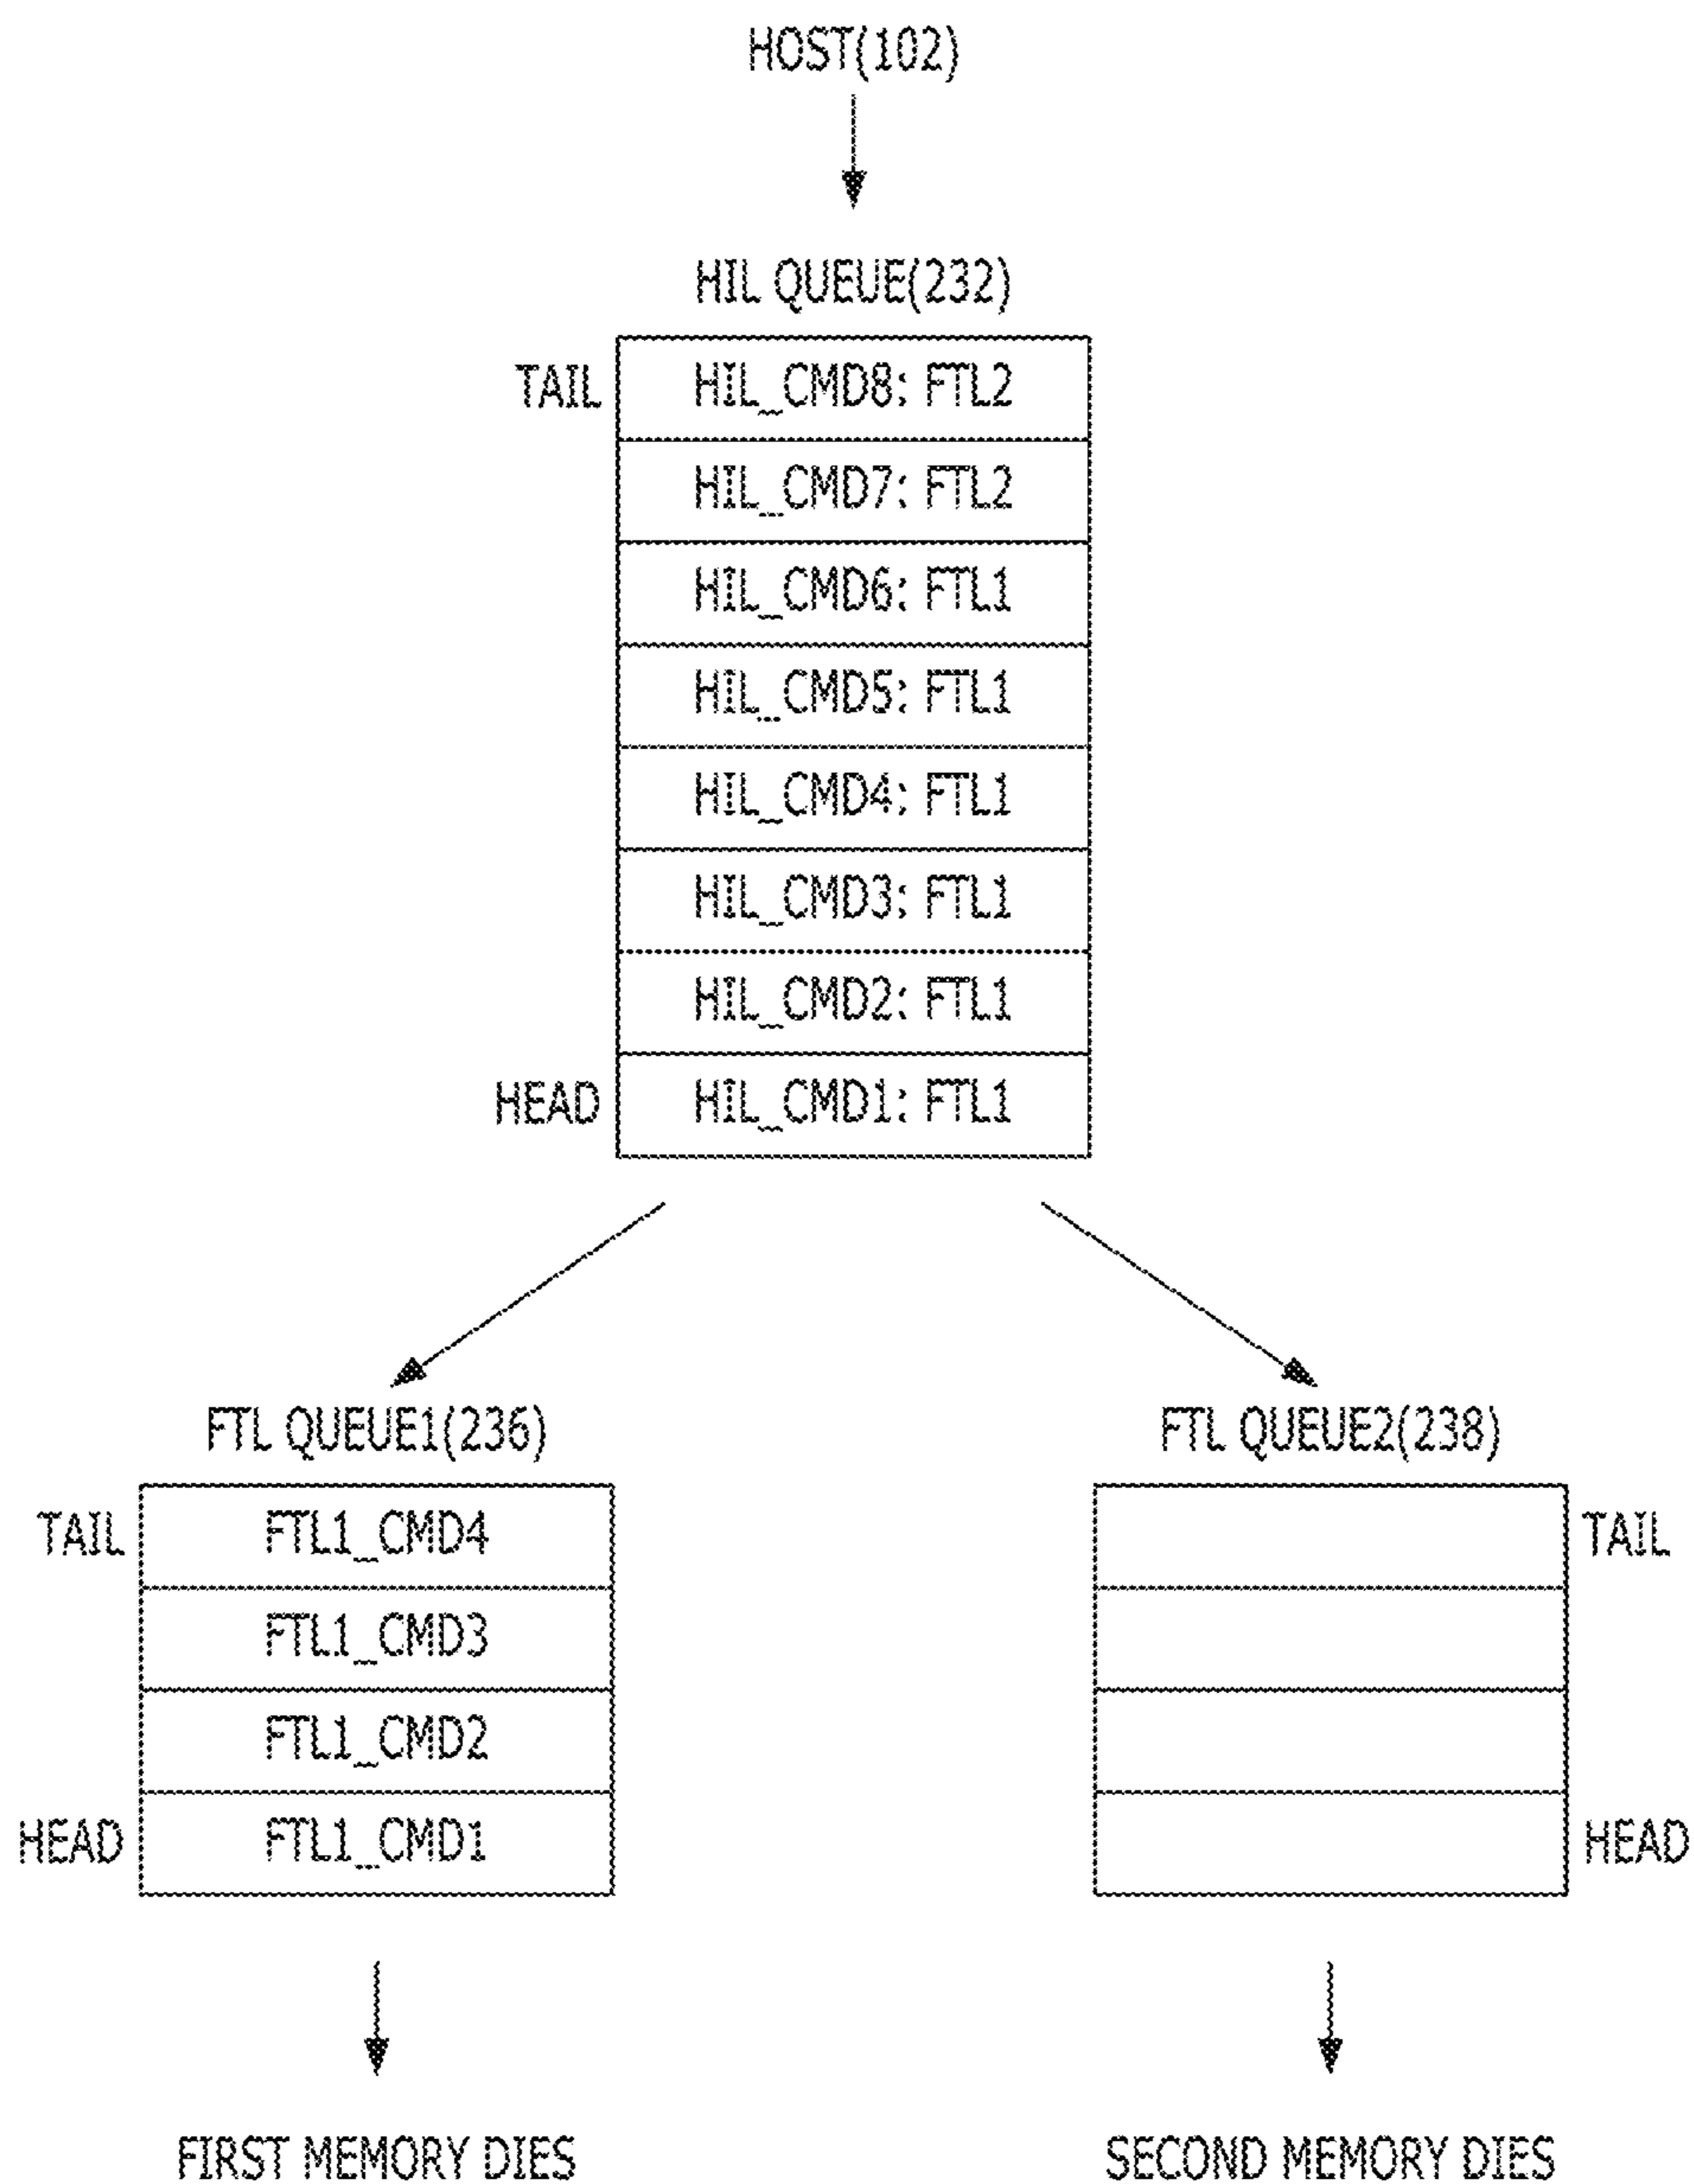 HOST(102)
HIL QUEUE(232)
TAIL HIL_CMD8: FTL2
HIL_CMD7: FTL2
HIL_CMD6: FTL1
HIL_CMD5: FTL1
HIL_CMD4: FTL1
HIL_CMD3: FTL1
HIL_CMD2: FTL1
HEAD HIL_CMD1: FTL1
FTL QUEUE1(236)
TAIL FTL1_CMD4
FTL1_CMD3
FTL1_CMD2
HEAD FTL1_CMD1
FIRST MEMORY DIES
FTL QUEUE2(238)
TAIL
HEAD
SECOND MEMORY DIES